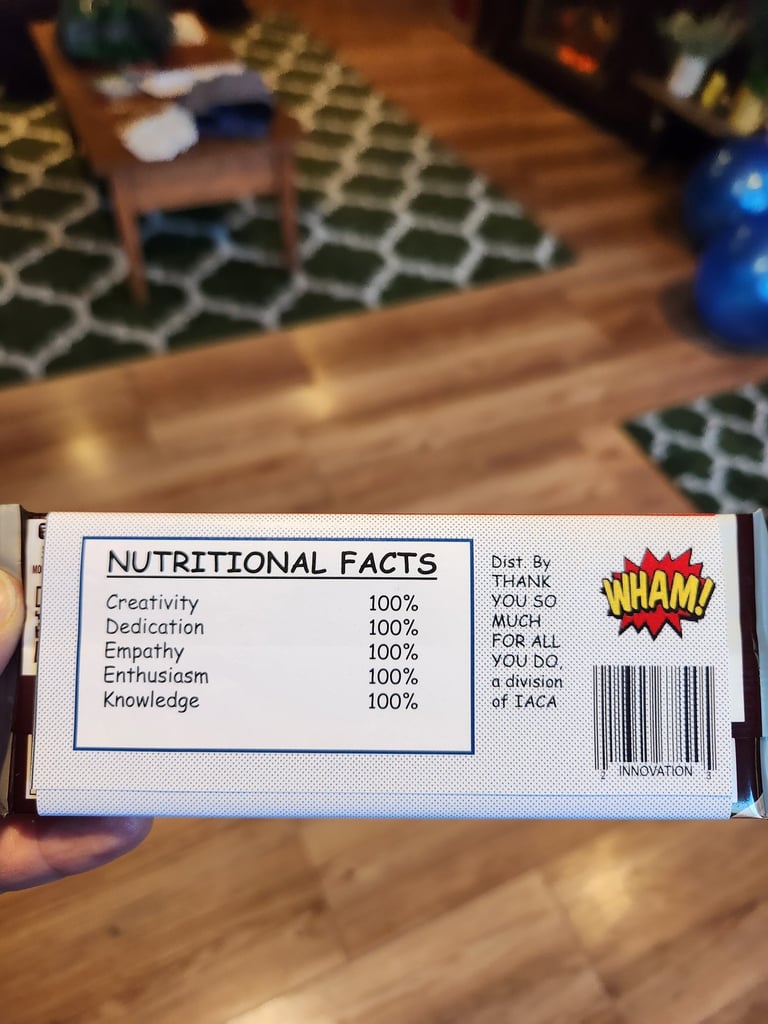 NUTRITIONAL FACTS
Creativity 100%
Dedication 100%
Empathy 100%
Enthusiasm 100%
Knowledge 100%
Dist. By
THANK
YOU SO
MUCH
FOR ALL
YOU DO,
a division
of IACA
WHAM!
2 INNOVATION 3